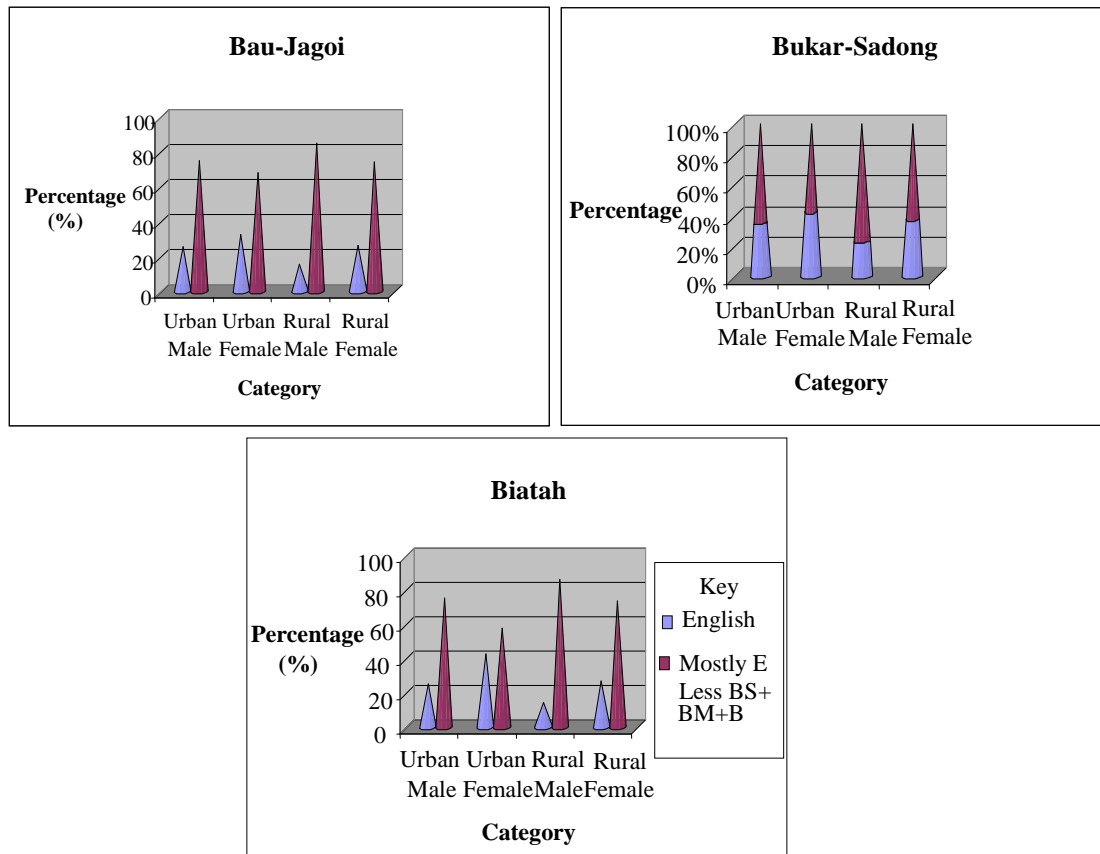 Bau-Jagoi
100
80
60
40
20
0
Percentage
(%)
Urban Urban Rural Rural
Male Female Male Female
Category
Bukar-Sadong
100%
80%
60%
40%
20%
0%
Percentage
Urban Urban Rural Rural
Male Female Male Female
Category
Biatah
100
80
60
40
20
0
Percentage
(%)
Urban Urban Rural Rural
Male Female Male Female
Category
Key
English
Mostly E
Less BS+
BM+B